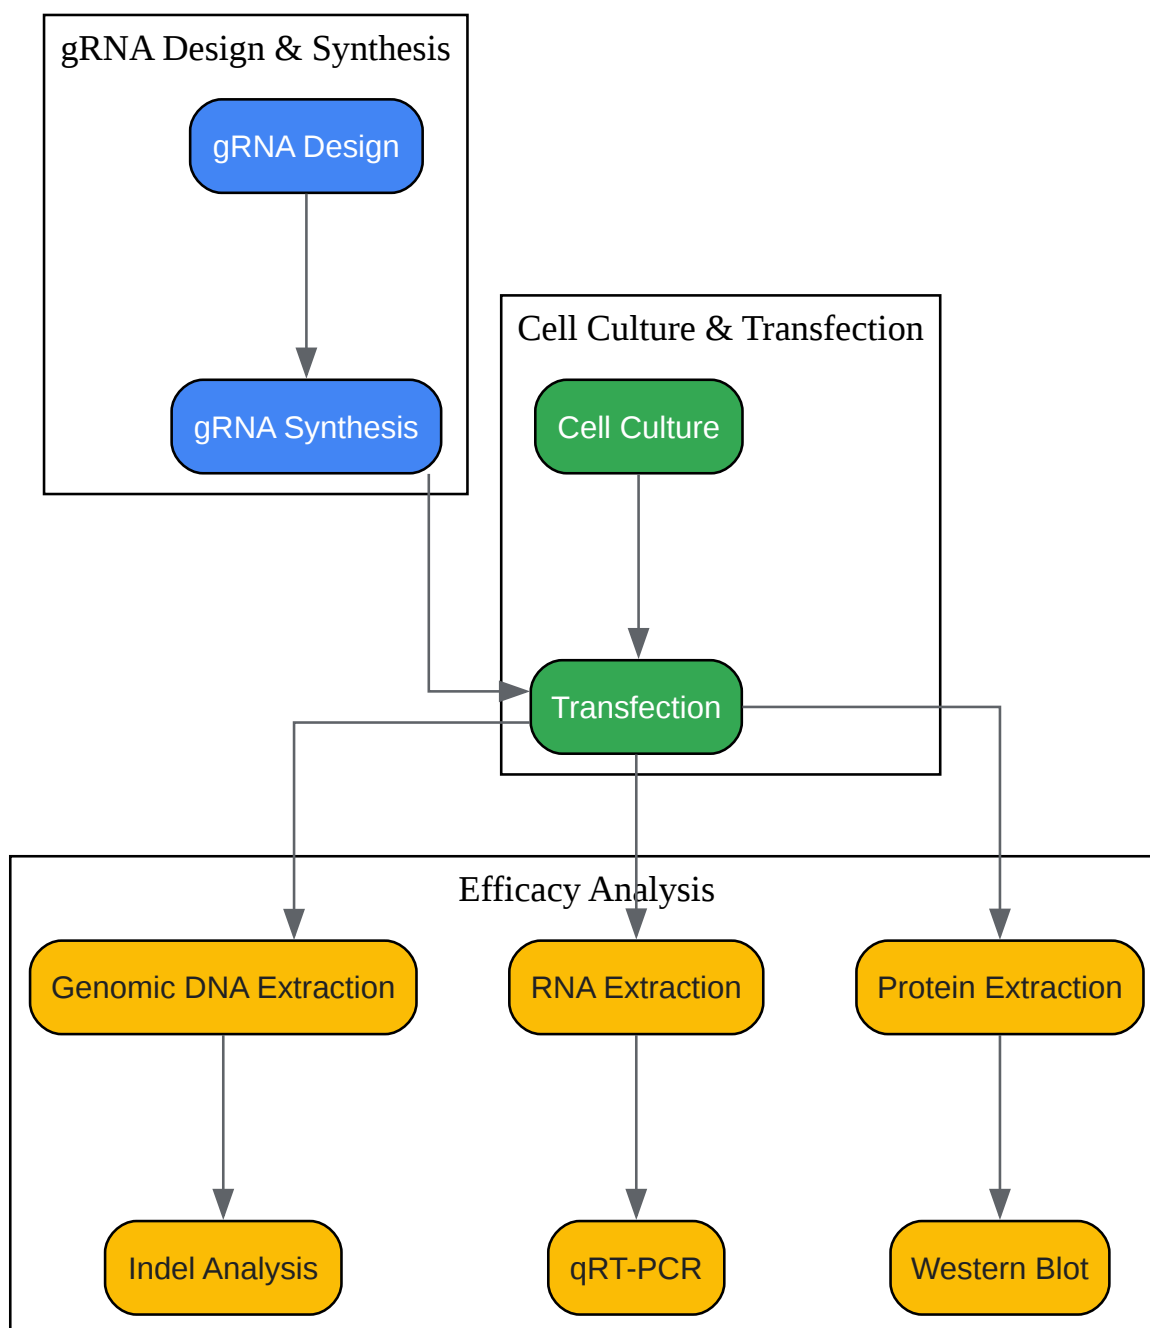 gRNA Design & Synthesis
gRNA Design
gRNA Synthesis
Cell Culture & Transfection
Cell Culture
Transfection
Efficacy Analysis
Genomic DNA Extraction
RNA Extraction
Protein Extraction
Indel Analysis
qRT-PCR
Western Blot